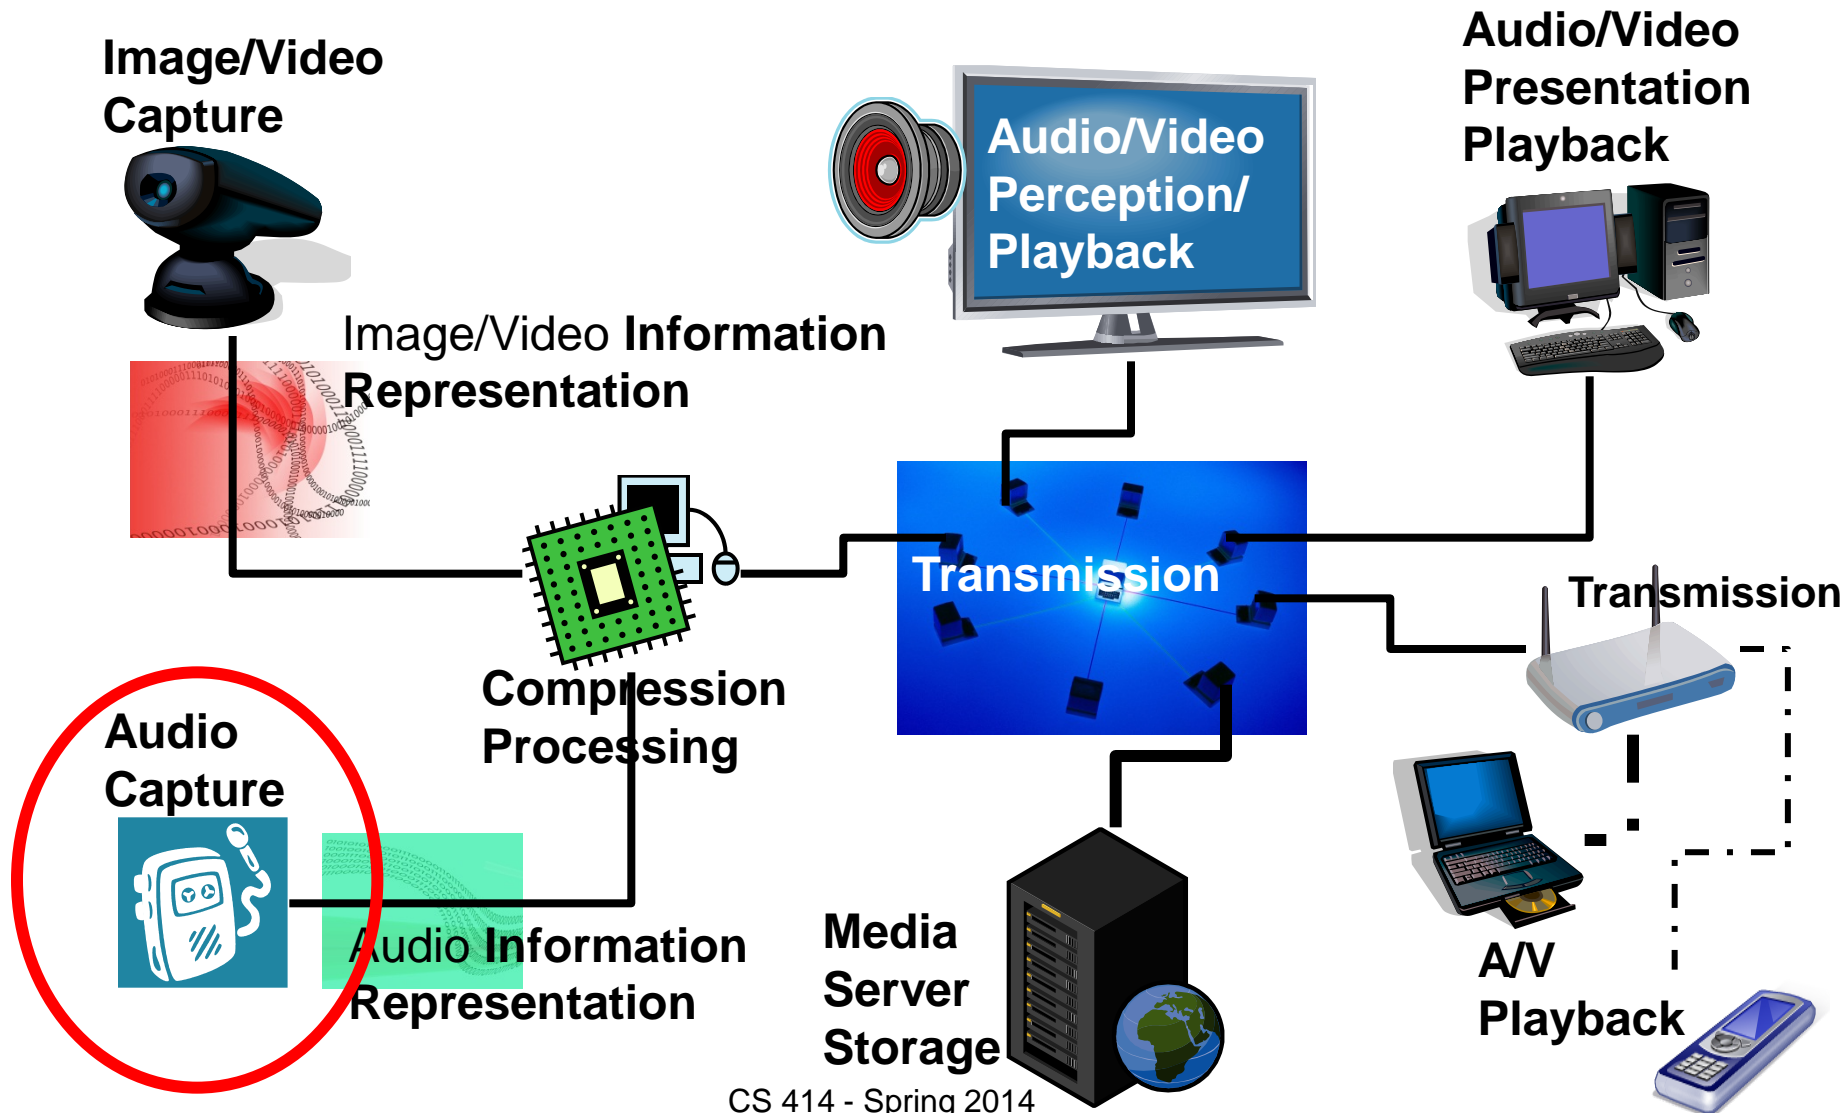 Image/Video
Capture
Audio/Video
Perception/
Playback
Audio/Video
Presentation
Playback
Image/Video Information
Representation
Transmission
Transmission
Compression
Processing
Audio
Capture
Audio Information
Representation
Media
Server
Storage
A/V
Playback
CS 414 - Spring 2014